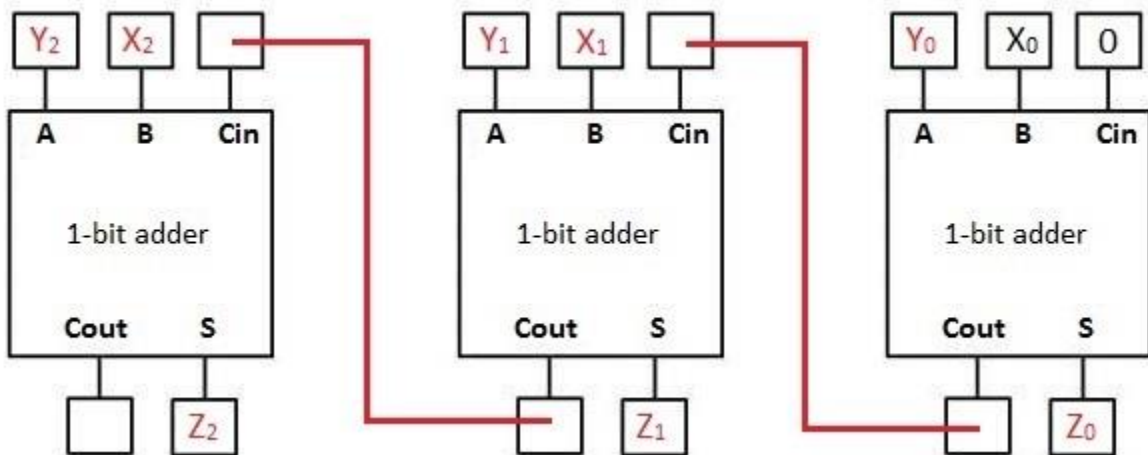 Y₂ X₂ Y₁ X₁ Y₀ X₀ 0
A B Cin A B Cin A B Cin
1-bit adder 1-bit adder 1-bit adder
Cout S Cout S Cout S
Z₂ Z₁ Z₀